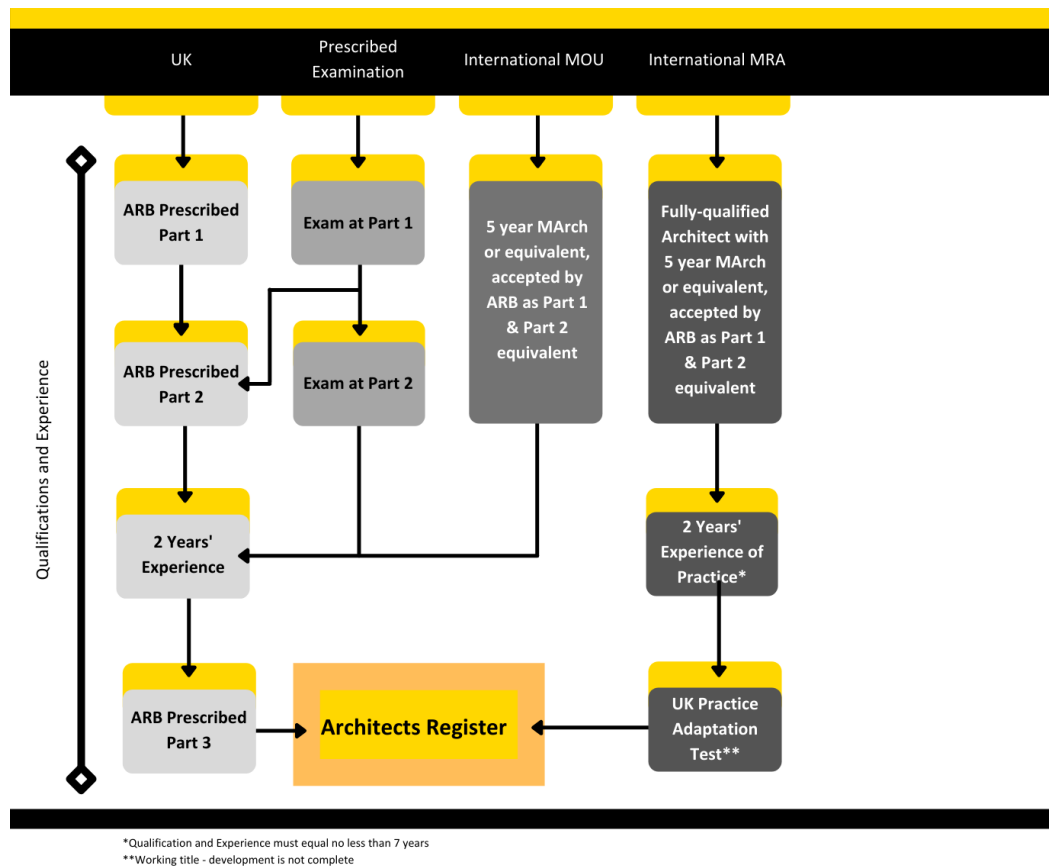 UK
Prescribed
Examination
International MOU
International MRA
Qualifications and Experience
ARB Prescribed
Part 1
Exam at Part 1
5 year MArch
or equivalent,
accepted by
ARB as Part 1
& Part 2
equivalent
Fully-qualified
Architect with
5 year MArch
or equivalent,
accepted by
ARB as Part 1
& Part 2
equivalent
ARB Prescribed
Part 2
Exam at Part 2
2 Years'
Experience
2 Years'
Experience of
Practice*
ARB Prescribed
Part 3
Architects Register
UK Practice
Adaptation
Test**
*Qualification and Experience must equal no less than 7 years
**Working title - development is not complete